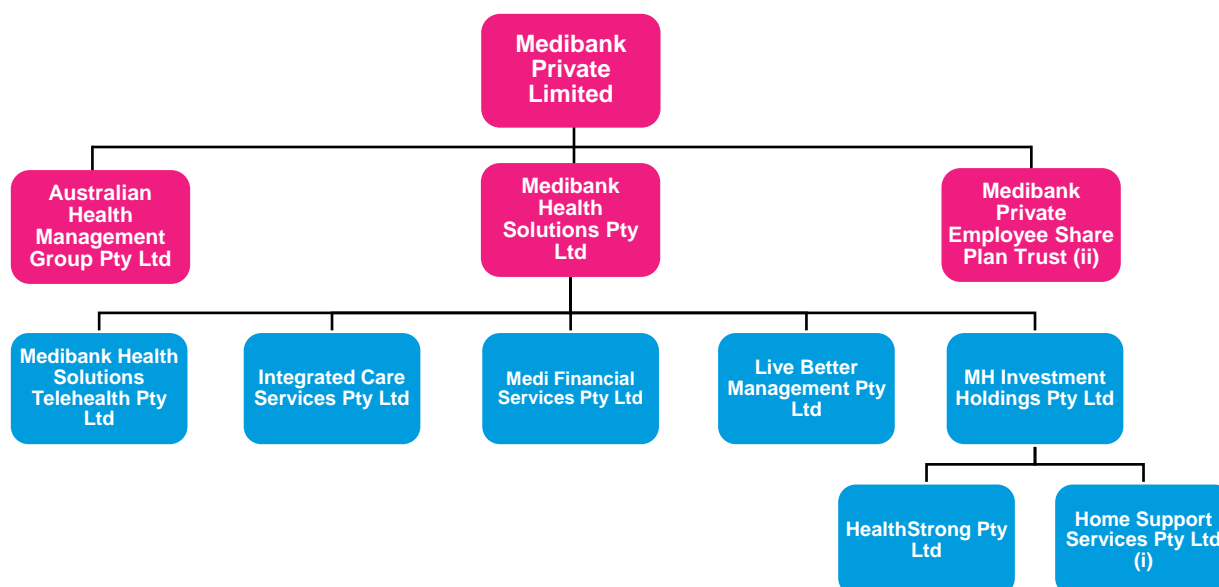 Medibank
Private
Limited
Australian
Health
Management
Group Pty Ltd
Medibank
Health
Solutions Pty
Ltd
Medibank
Private
Employee Share
Plan Trust (ii)
Medibank Health
Solutions
Telehealth Pty
Ltd
Integrated Care
Services Pty Ltd
Medi Financial
Services Pty Ltd
Live Better
Management Pty
Ltd
MH Investment
Holdings Pty Ltd
HealthStrong Pty
Ltd
Home Support
Services Pty Ltd
(i)